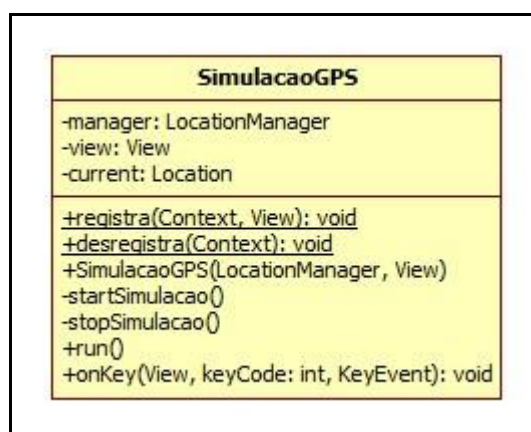 SimulacaoGPS
-manager: LocationManager
-view: View
-current: Location
+registra(Context, View): void
+desregistra(Context): void
+SimulacaoGPS(LocationManager, View)
-startSimulacao()
-stopSimulacao()
+run()
+onKey(View, keyCode: int, KeyEvent): void